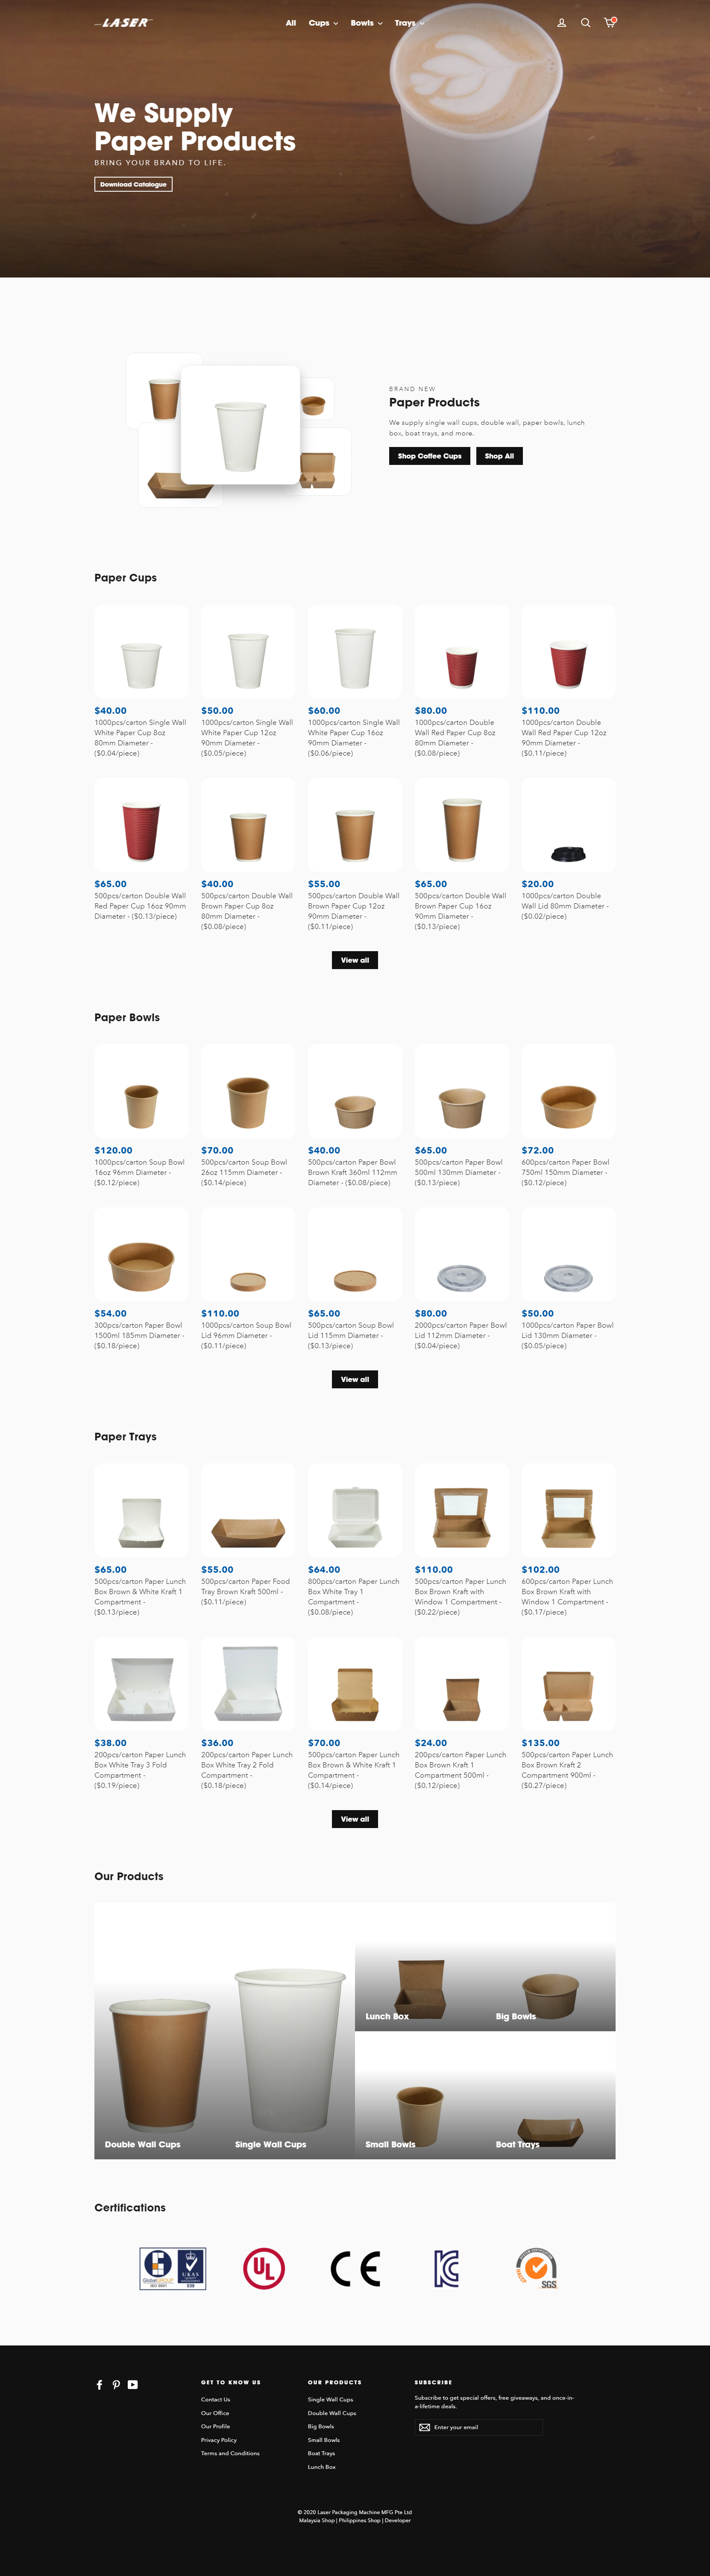 LASER
All Cups Bowls Trays
We Supply
Paper Products
BRING YOUR BRAND TO LIFE.
Download Catalogue
BRAND NEW
Paper Products
We supply single wall cups, double wall, paper bowls, lunch
box, boat trays, and more.
Shop Coffee Cups Shop All
Paper Cups
$40.00
1000pcs/carton Single Wall
White Paper Cup 8oz
80mm Diameter -
($0.04/piece)
$50.00
1000pcs/carton Single Wall
White Paper Cup 12oz
90mm Diameter -
($0.05/piece)
$60.00
1000pcs/carton Single Wall
White Paper Cup 16oz
90mm Diameter -
($0.06/piece)
$80.00
1000pcs/carton Double
Wall Red Paper Cup 8oz
80mm Diameter -
($0.08/piece)
$110.00
1000pcs/carton Double
Wall Red Paper Cup 12oz
90mm Diameter -
($0.11/piece)
$65.00
500pcs/carton Double Wall
Red Paper Cup 16oz 90mm
Diameter - ($0.13/piece)
$40.00
500pcs/carton Double Wall
Brown Paper Cup 8oz
80mm Diameter -
($0.08/piece)
$55.00
500pcs/carton Double Wall
Brown Paper Cup 12oz
90mm Diameter -
($0.11/piece)
$65.00
500pcs/carton Double Wall
Brown Paper Cup 16oz
90mm Diameter -
($0.13/piece)
$20.00
1000pcs/carton Double
Wall Lid 80mm Diameter -
($0.02/piece)
View all
Paper Bowls
$120.00
1000pcs/carton Soup Bowl
16oz 96mm Diameter -
($0.12/piece)
$70.00
500pcs/carton Soup Bowl
26oz 115mm Diameter -
($0.14/piece)
$40.00
500pcs/carton Paper Bowl
Brown Kraft 360ml 112mm
Diameter - ($0.08/piece)
$65.00
500pcs/carton Paper Bowl
500ml 130mm Diameter -
($0.13/piece)
$72.00
600pcs/carton Paper Bowl
750ml 150mm Diameter -
($0.12/piece)
$54.00
300pcs/carton Paper Bowl
1500ml 185mm Diameter -
($0.18/piece)
$110.00
1000pcs/carton Soup Bowl
Lid 96mm Diameter -
($0.11/piece)
$65.00
500pcs/carton Soup Bowl
Lid 115mm Diameter -
($0.13/piece)
$80.00
2000pcs/carton Paper Bowl
Lid 112mm Diameter -
($0.04/piece)
$50.00
1000pcs/carton Paper Bowl
Lid 130mm Diameter -
($0.05/piece)
View all
Paper Trays
$65.00
500pcs/carton Paper Lunch
Box Brown & White Kraft 1
Compartment -
($0.13/piece)
$55.00
500pcs/carton Paper Food
Tray Brown Kraft 500ml -
($0.11/piece)
$64.00
800pcs/carton Paper Lunch
Box White Tray 1
Compartment -
($0.08/piece)
$110.00
500pcs/carton Paper Lunch
Box Brown Kraft with
Window 1 Compartment -
($0.22/piece)
$102.00
600pcs/carton Paper Lunch
Box Brown Kraft with
Window 1 Compartment -
($0.17/piece)
$38.00
200pcs/carton Paper Lunch
Box White Tray 3 Fold
Compartment -
($0.19/piece)
$36.00
200pcs/carton Paper Lunch
Box White Tray 2 Fold
Compartment -
($0.18/piece)
$70.00
500pcs/carton Paper Lunch
Box Brown & White Kraft 1
Compartment -
($0.14/piece)
$24.00
200pcs/carton Paper Lunch
Box Brown Kraft 1
Compartment 500ml -
($0.12/piece)
$135.00
500pcs/carton Paper Lunch
Box Brown Kraft 2
Compartment 900ml -
($0.27/piece)
View all
Our Products
Lunch Box
Big Bowls
Double Wall Cups
Single Wall Cups
Small Bowls
Boat Trays
Certifications
UKAS
UL
CE
SGS
GET TO KNOW US
Contact Us
Our Office
Our Profile
Privacy Policy
Terms and Conditions
OUR PRODUCTS
Single Wall Cups
Double Wall Cups
Big Bowls
Small Bowls
Boat Trays
Lunch Box
SUBSCRIBE
Subscribe to get special offers, free giveaways, and once-in-
a-lifetime deals.
Enter your email
© 2020 Laser Packaging Machine MFG Pte Ltd
Malaysia Shop | Philippines Shop | Developer